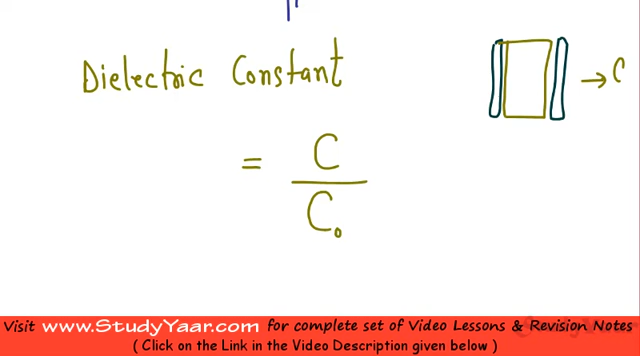 Dielectric Constant
→ C
= C / C₀
Visit www.StudyYaar.com for complete set of Video Lessons & Revision Notes
( Click on the Link in the Video Description given below )